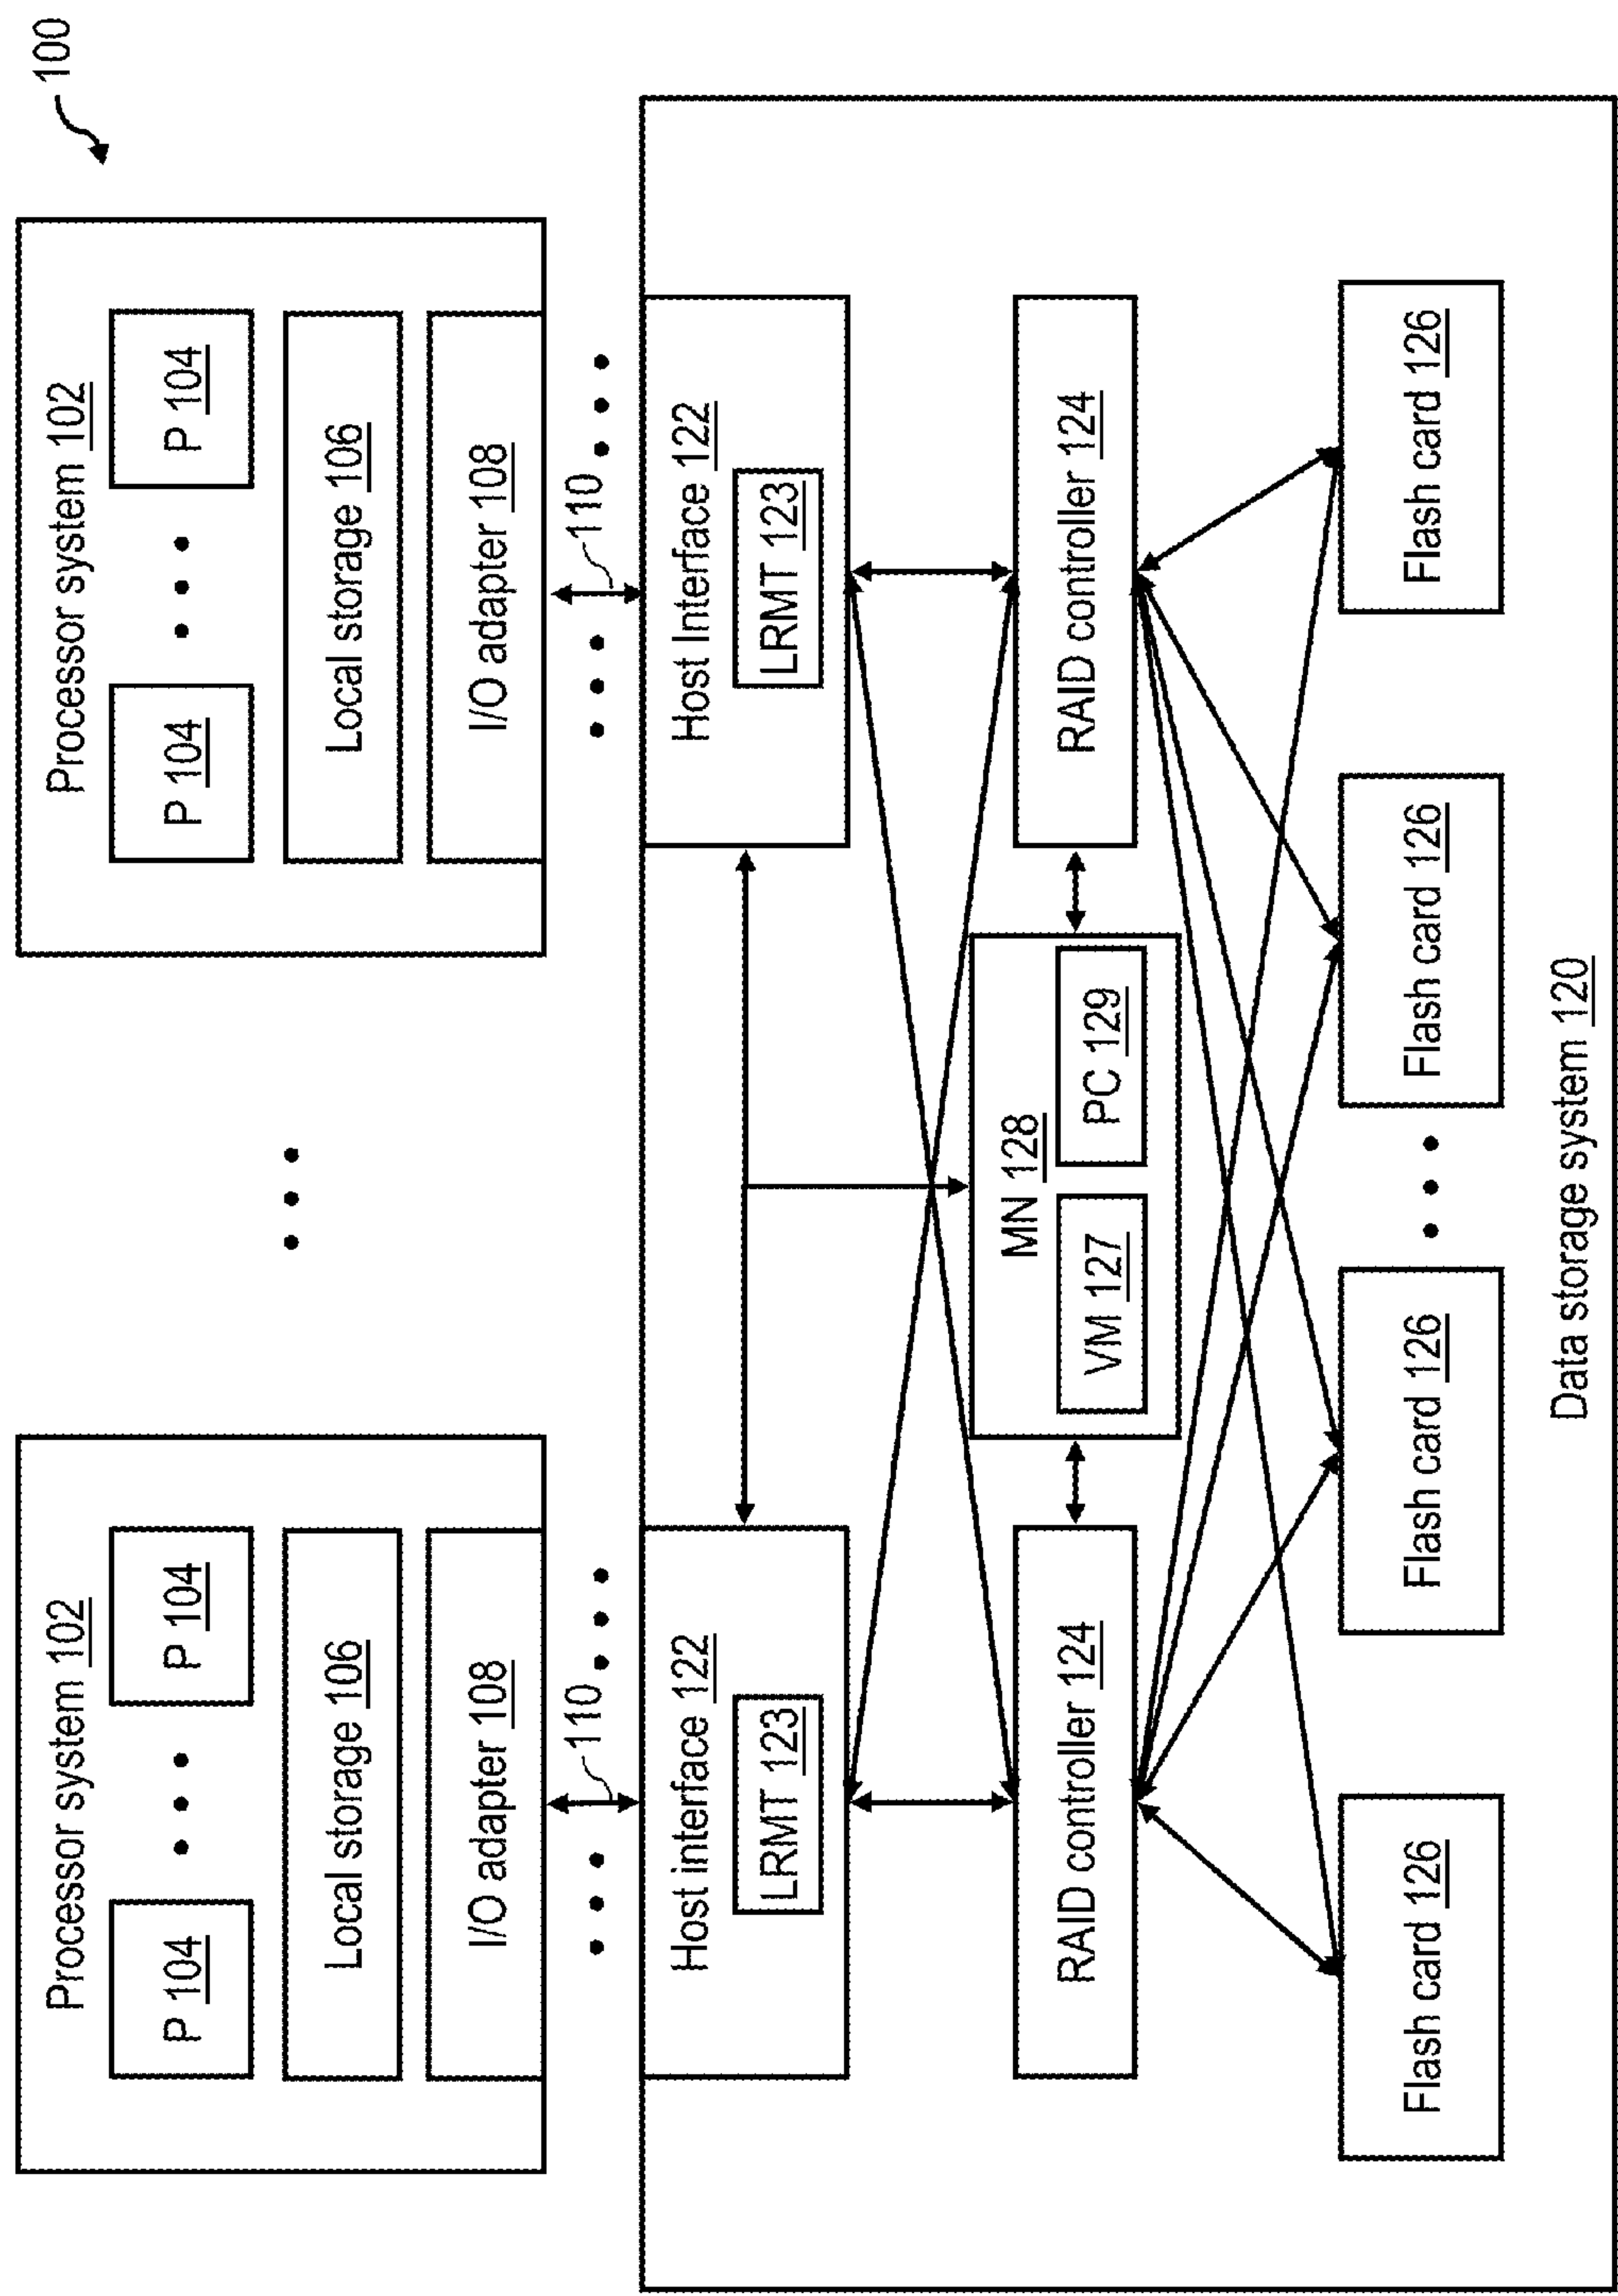 100
Processor system 102
P 104
P 104
Local storage 106
I/O adapter 108
110
Processor system 102
P 104
P 104
Local storage 106
I/O adapter 108
110
Host interface 122
LRMT 123
Host Interface 122
LRMT 123
RAID controller 124
MN 128
VM 127
PC 129
RAID controller 124
Flash card 126
Flash card 126
Flash card 126
Flash card 126
Data storage system 120